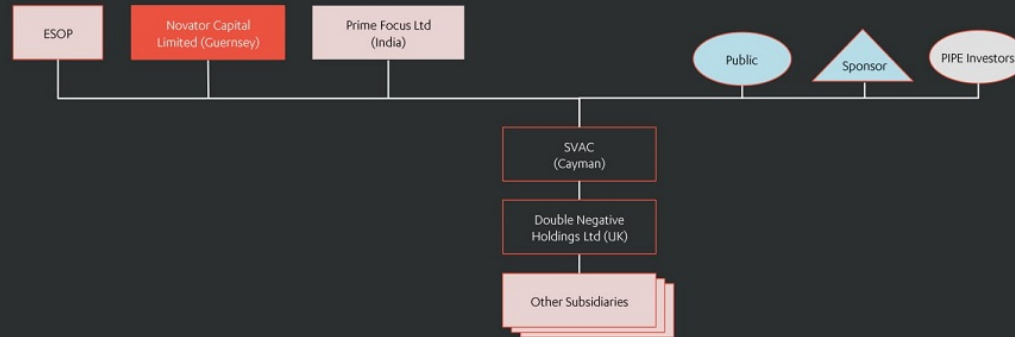 ESOP
Novator Capital
Limited (Guernsey)
Prime Focus Ltd
(India)
Public
Sponsor
PIPE Investors
SVAC
(Cayman)
Double Negative
Holdings Ltd (UK)
Other Subsidiaries